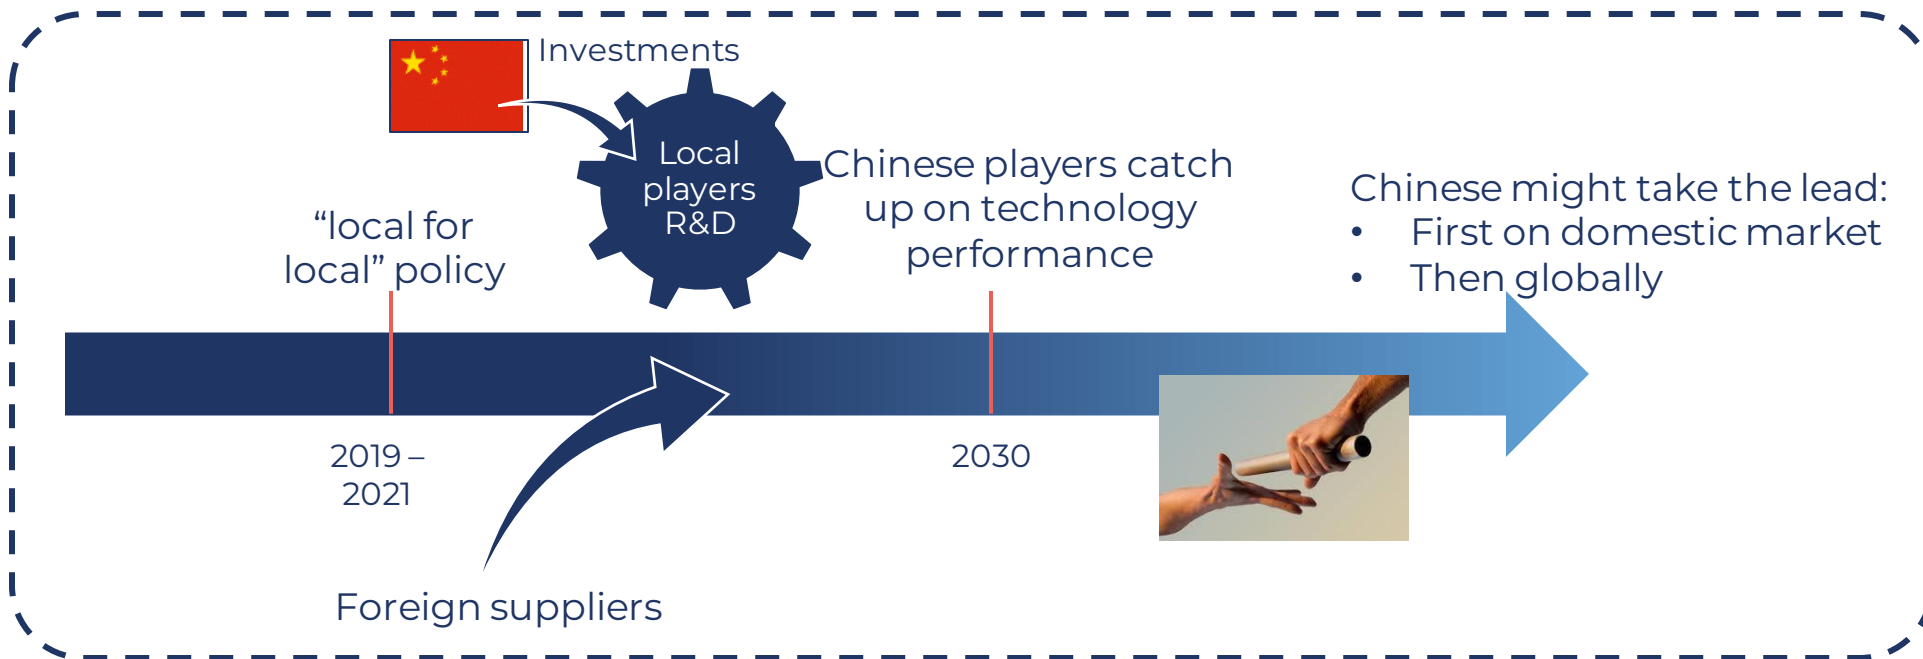 Investments
Local
players
R&D
“local for
local” policy
Chinese players catch
up on technology
performance
Chinese might take the lead:
• First on domestic market
• Then globally
2019 –
2021
2030
Foreign suppliers